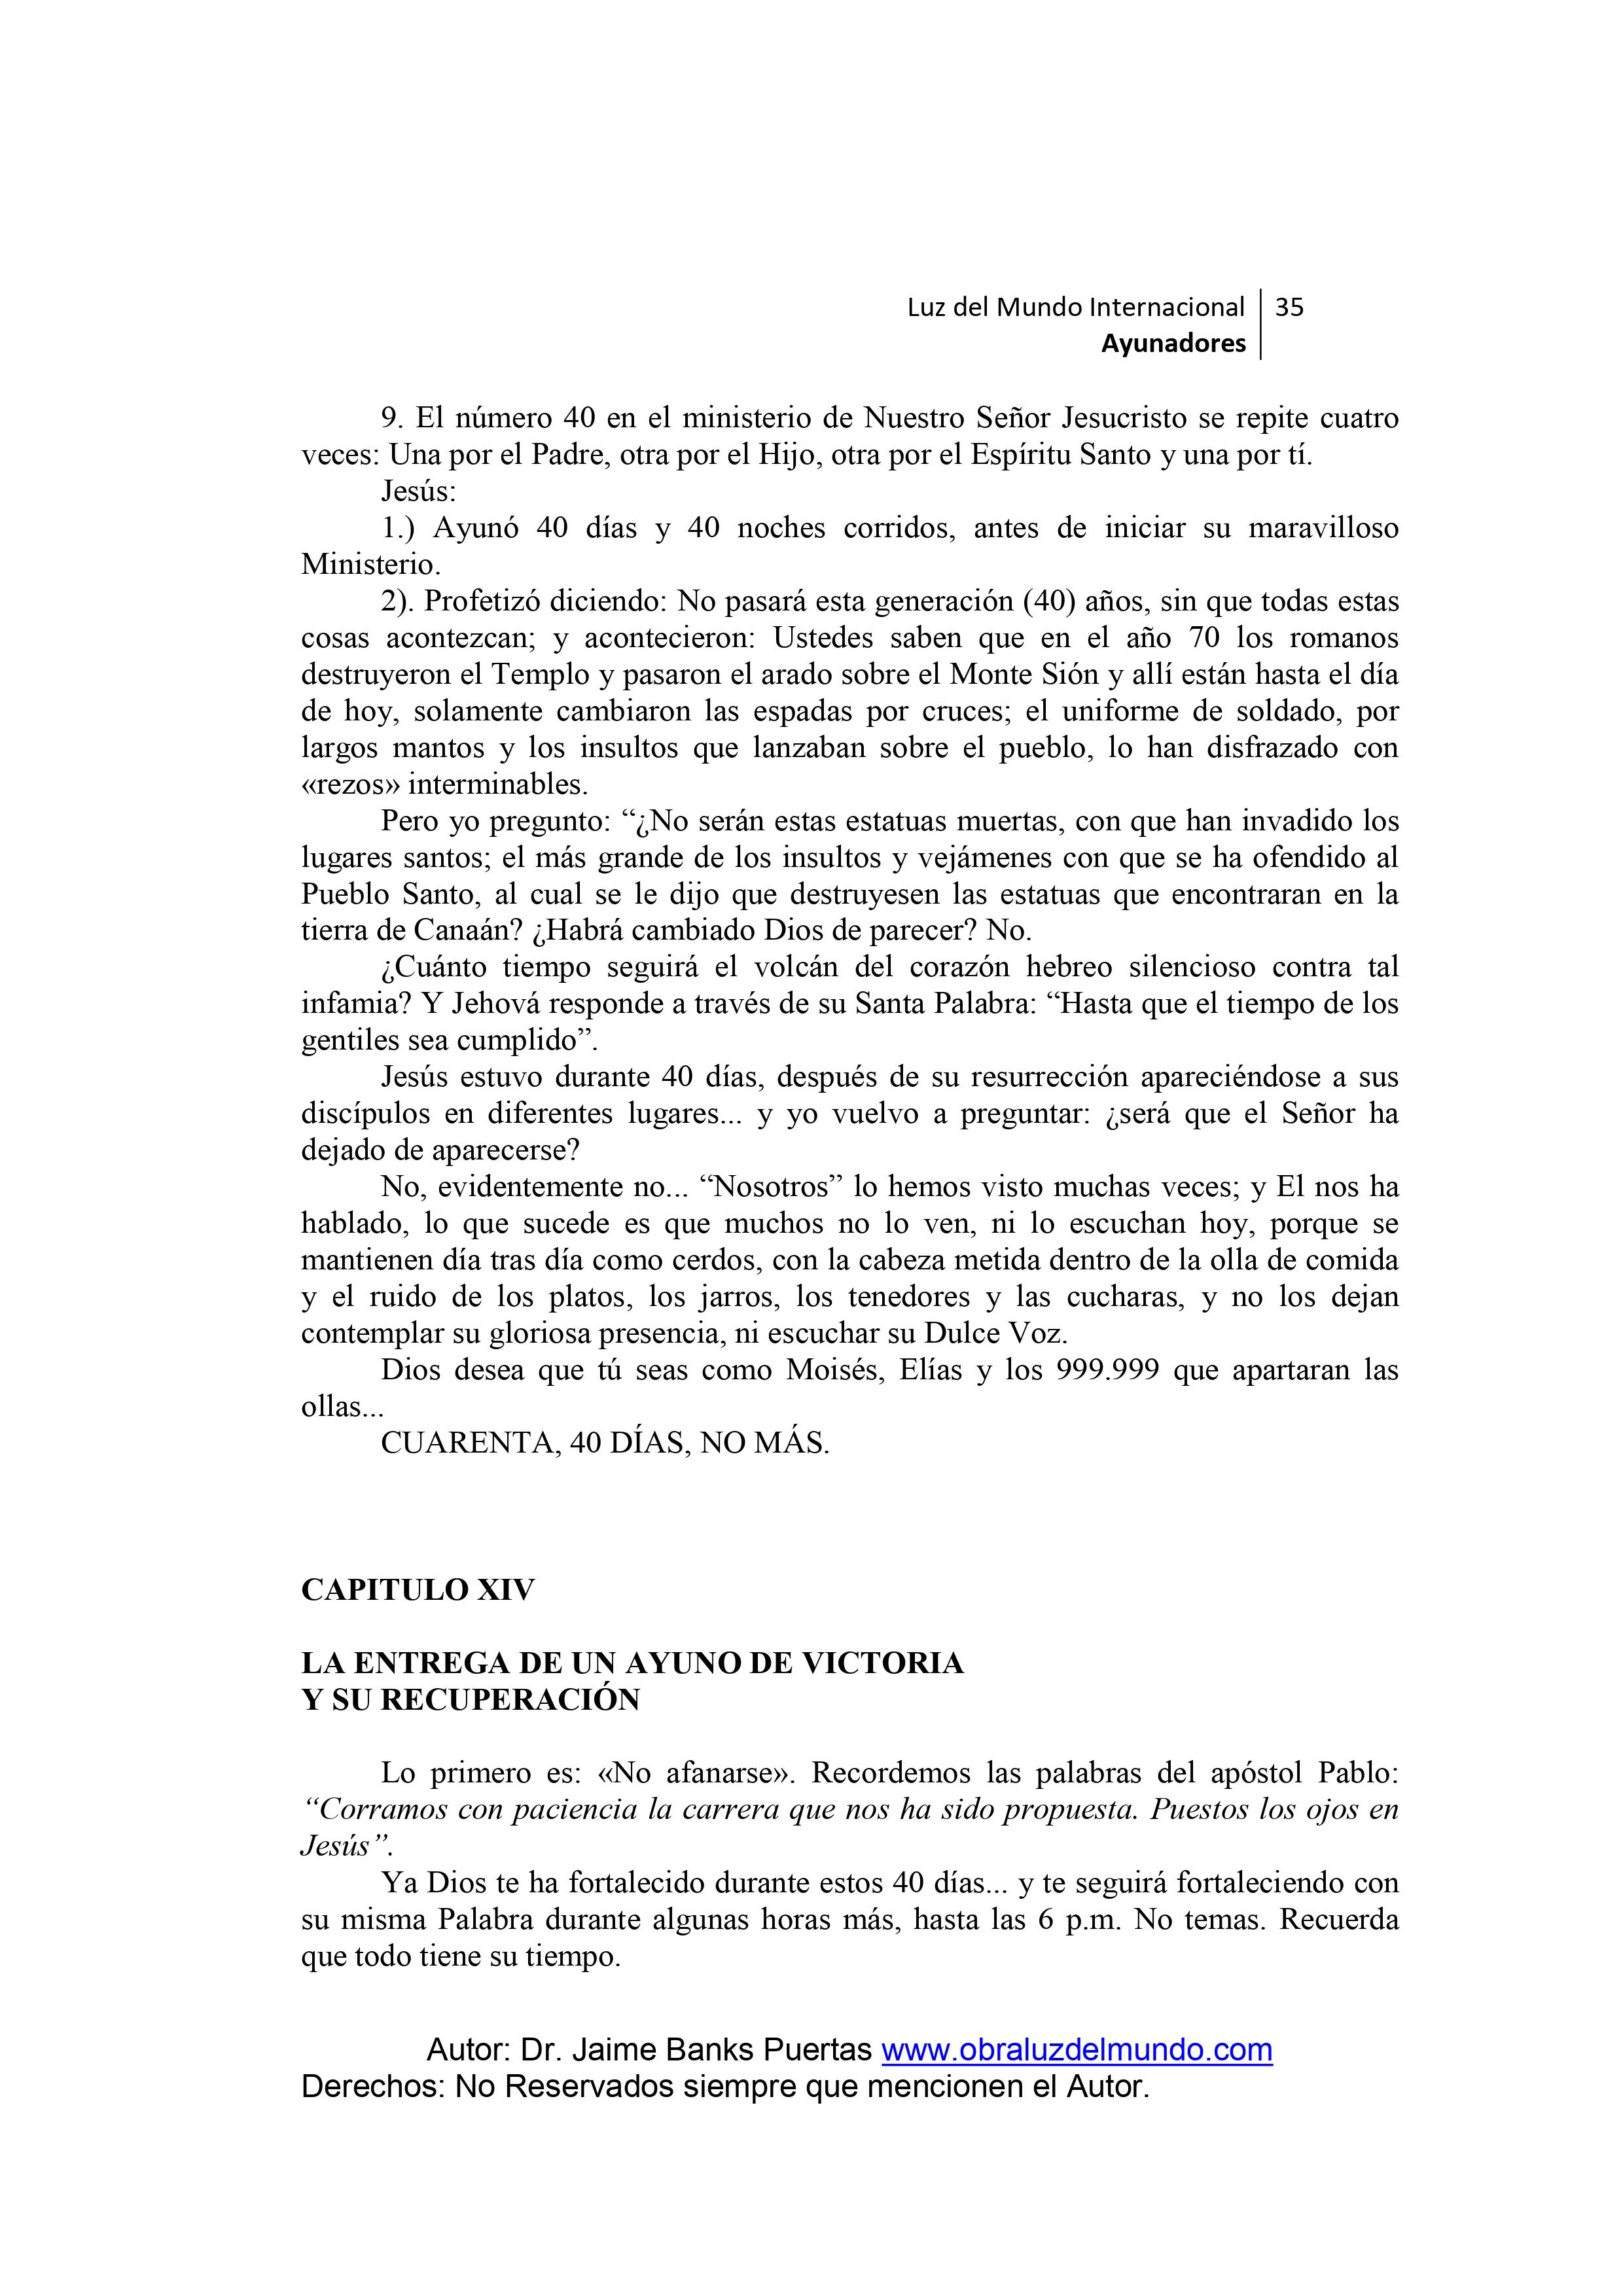 Luz del Mundo Internacional 35
Ayunadores
9. El número 40 en el ministerio de Nuestro Señor Jesucristo se repite cuatro
veces: Una por el Padre, otra por el Hijo, otra por el Espíritu Santo y una por tí.
Jesús:
1.) Ayunó 40 días y 40 noches corridos, antes de iniciar su maravilloso
Ministerio.
2). Profetizó diciendo: No pasará esta generación (40) años, sin que todas estas
cosas acontezcan; y acontecieron: Ustedes saben que en el año 70 los romanos
destruyeron el Templo y pasaron el arado sobre el Monte Sión y allí están hasta el día
de hoy, solamente cambiaron las espadas por cruces; el uniforme de soldado, por
largos mantos y los insultos que lanzaban sobre el pueblo, lo han disfrazado con
«rezos» interminables.
Pero yo pregunto: “¿No serán estas estatuas muertas, con que han invadido los
lugares santos; el más grande de los insultos y vejámenes con que se ha ofendido al
Pueblo Santo, al cual se le dijo que destruyesen las estatuas que encontraran en la
tierra de Canaán? ¿Habrá cambiado Dios de parecer? No.
¿Cuánto tiempo seguirá el volcán del corazón hebreo silencioso contra tal
infamia? Y Jehová responde a través de su Santa Palabra: “Hasta que el tiempo de los
gentiles sea cumplido”.
Jesús estuvo durante 40 días, después de su resurrección apareciéndose a sus
discípulos en diferentes lugares... y yo vuelvo a preguntar: ¿será que el Señor ha
dejado de aparecerse?
No, evidentemente no... “Nosotros” lo hemos visto muchas veces; y El nos ha
hablado, lo que sucede es que muchos no lo ven, ni lo escuchan hoy, porque se
mantienen día tras día como cerdos, con la cabeza metida dentro de la olla de comida
y el ruido de los platos, los jarros, los tenedores y las cucharas, y no los dejan
contemplar su gloriosa presencia, ni escuchar su Dulce Voz.
Dios desea que tú seas como Moisés, Elías y los 999.999 que apartaran las
ollas...
CUARENTA, 40 DÍAS, NO MÁS.
CAPITULO XIV
LA ENTREGA DE UN AYUNO DE VICTORIA
Y SU RECUPERACIÓN
Lo primero es: «No afanarse». Recordemos las palabras del apóstol Pablo:
“Corramos con paciencia la carrera que nos ha sido propuesta. Puestos los ojos en
Jesús”.
Ya Dios te ha fortalecido durante estos 40 días... y te seguirá fortaleciendo con
su misma Palabra durante algunas horas más, hasta las 6 p.m. No temas. Recuerda
que todo tiene su tiempo.
Autor: Dr. Jaime Banks Puertas www.obraluzdelmundo.com
Derechos: No Reservados siempre que mencionen el Autor.